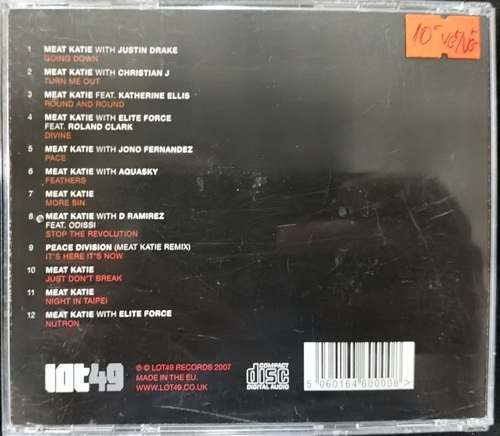 10- VG+/VG+
1 MEAT KATIE WITH JUSTIN DRAKE
GOING DOWN
2 MEAT KATIE WITH CHRISTIAN J
TURN ME OUT
3 MEAT KATIE FEAT. KATHERINE ELLIS
ROUND AND ROUND
4 MEAT KATIE WITH ELITE FORCE
FEAT. ROLAND CLARK
DIVINE
5 MEAT KATIE WITH JONO FERNANDEZ
PACE
6 MEAT KATIE WITH AQUASKY
FEATHERS
7 MEAT KATIE
MORE SIN
8 MEAT KATIE WITH D RAMIREZ
FEAT. ODISSI
STOP THE REVOLUTION
9 PEACE DIVISION (MEAT KATIE REMIX)
IT'S HERE IT'S NOW
10 MEAT KATIE
JUST DON'T BREAK
11 MEAT KATIE
NIGHT IN TAIPEI
12 MEAT KATIE WITH ELITE FORCE
NUTRON
lot49
℗ © LOT49 RECORDS 2007
MADE IN THE EU.
WWW.LOT49.CO.UK
COMPACT
disc
DIGITAL AUDIO
5 060164 600008 >